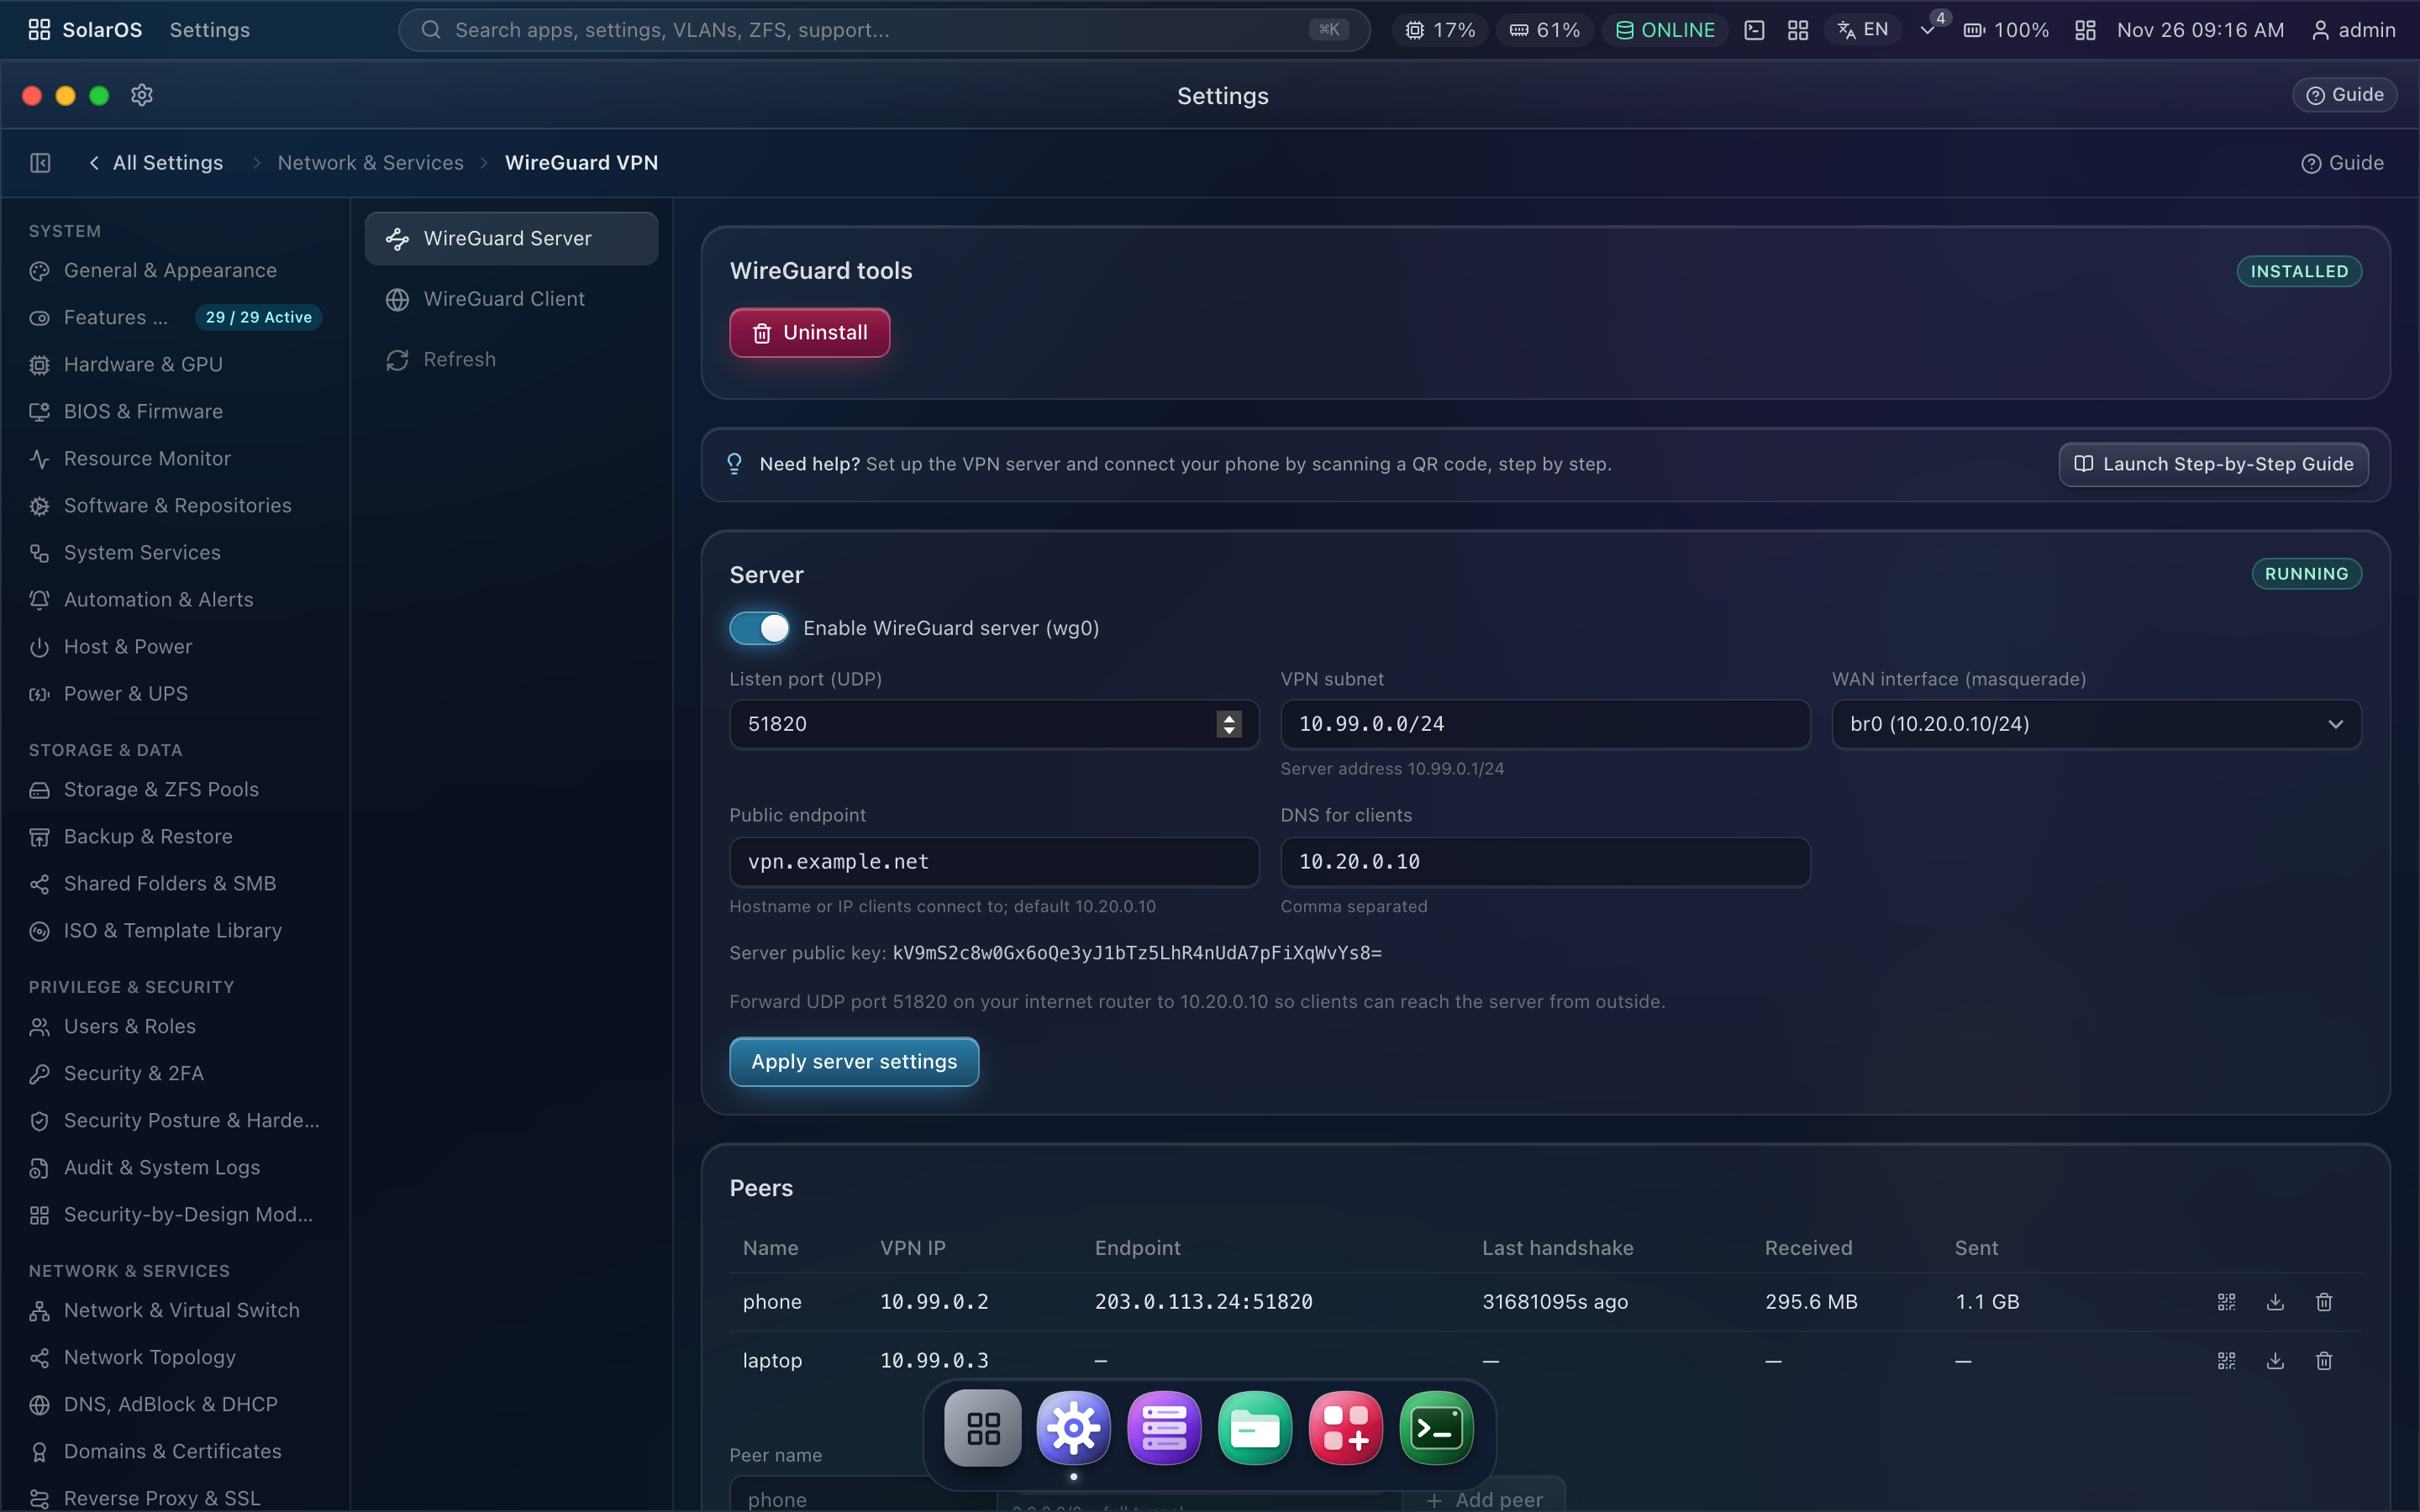 SolarOS Settings Search apps, settings, VLANs, ZFS, support... ⌘K 17% 61% ONLINE EN 4 100% Nov 26 09:16 AM admin
Settings Guide
All Settings Network & Services WireGuard VPN Guide
SYSTEM
General & Appearance
Features ... 29 / 29 Active
Hardware & GPU
BIOS & Firmware
Resource Monitor
Software & Repositories
System Services
Automation & Alerts
Host & Power
Power & UPS
STORAGE & DATA
Storage & ZFS Pools
Backup & Restore
Shared Folders & SMB
ISO & Template Library
PRIVILEGE & SECURITY
Users & Roles
Security & 2FA
Security Posture & Harde...
Audit & System Logs
Security-by-Design Mod...
NETWORK & SERVICES
Network & Virtual Switch
Network Topology
DNS, AdBlock & DHCP
Domains & Certificates
Reverse Proxy & SSL
WireGuard Server
WireGuard Client
Refresh
WireGuard tools INSTALLED
Uninstall
Need help? Set up the VPN server and connect your phone by scanning a QR code, step by step. Launch Step-by-Step Guide
Server RUNNING
Enable WireGuard server (wg0)
Listen port (UDP) VPN subnet WAN interface (masquerade)
51820 10.99.0.0/24 br0 (10.20.0.10/24)
Server address 10.99.0.1/24
Public endpoint DNS for clients
vpn.example.net 10.20.0.10
Hostname or IP clients connect to; default 10.20.0.10 Comma separated
Server public key: kV9mS2c8w0Gx6oQe3yJ1bTz5LhR4nUdA7pFiXqWvYs8=
Forward UDP port 51820 on your internet router to 10.20.0.10 so clients can reach the server from outside.
Apply server settings
Peers
Name VPN IP Endpoint Last handshake Received Sent
phone 10.99.0.2 203.0.113.24:51820 31681095s ago 295.6 MB 1.1 GB
laptop 10.99.0.3 — — — —
Peer name
phone Add peer